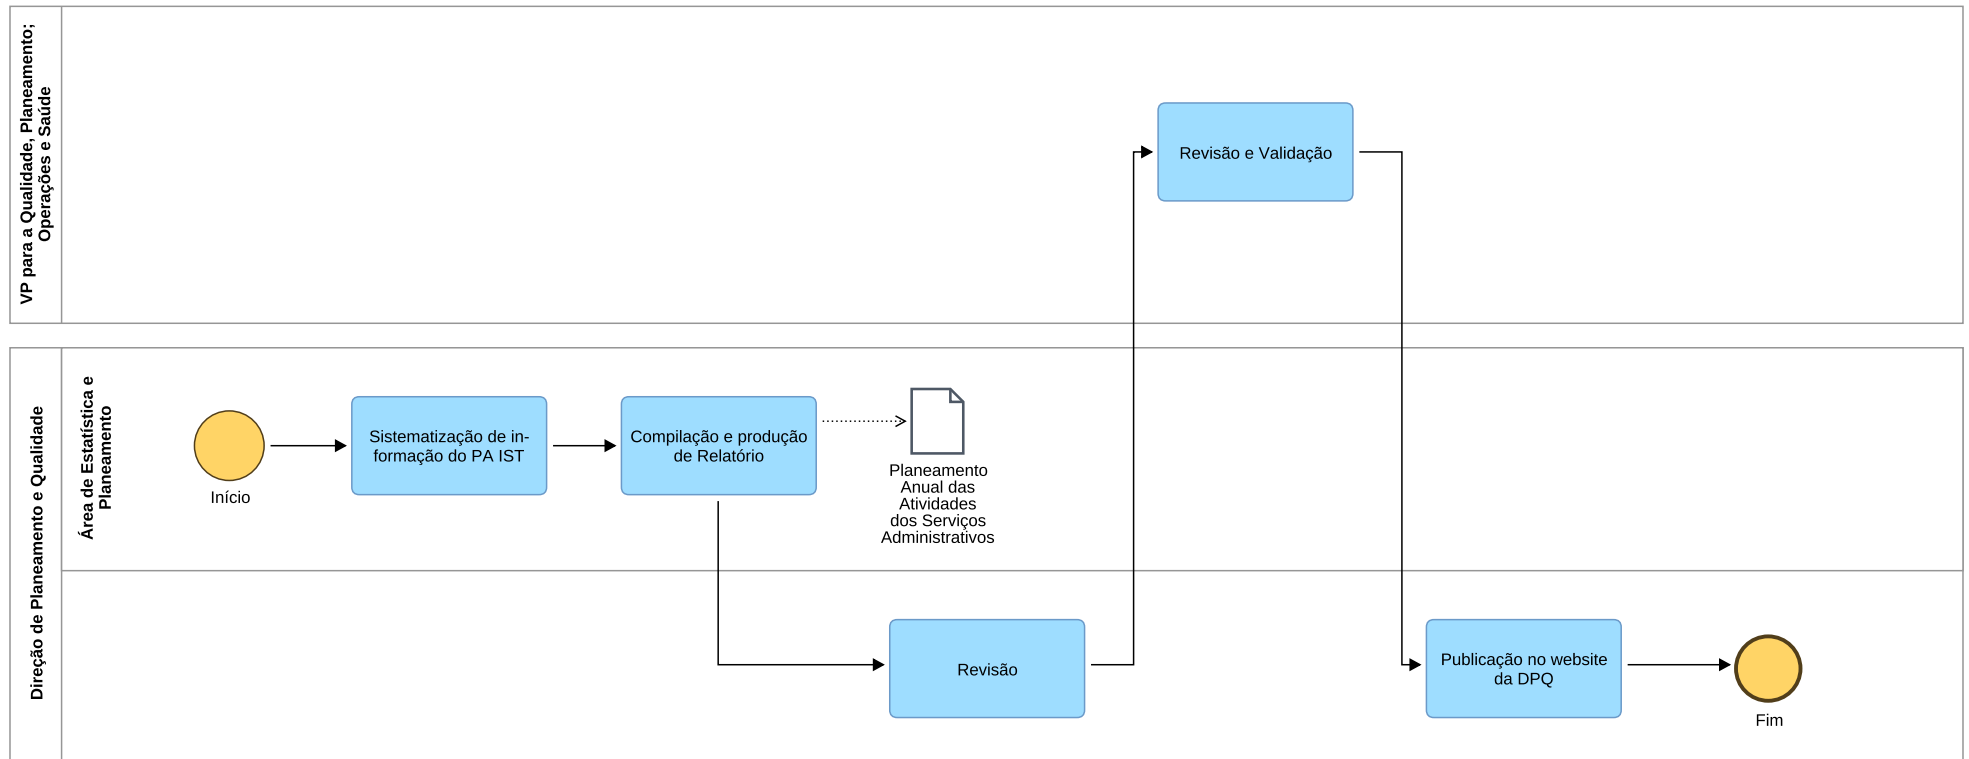 VP para a Qualidade, Planeamento;
Operações e Saúde
Revisão e Validação
Direção de Planeamento e Qualidade
Área de Estatística e
Planeamento
Início
Sistematização de in-
formação do PA IST
Compilação e produção
de Relatório
Planeamento
Anual das
Atividades
dos Serviços
Administrativos
Revisão
Publicação no website
da DPQ
Fim